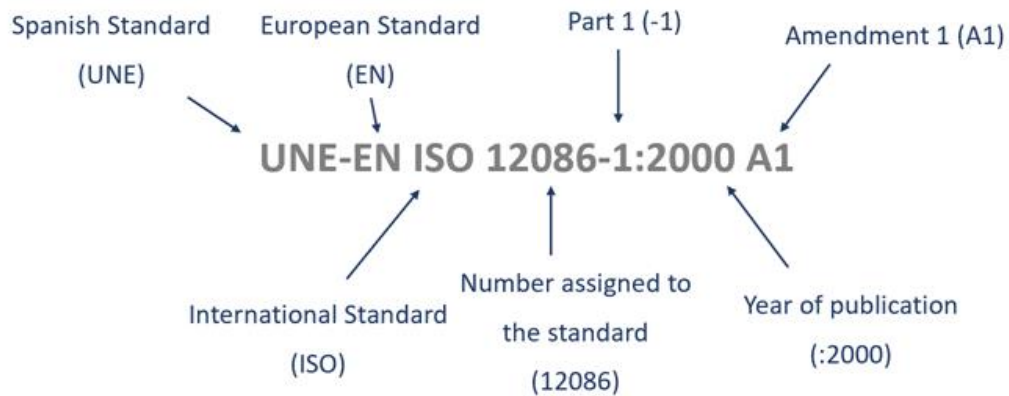 Spanish Standard
(UNE)
European Standard
(EN)
Part 1 (-1)
Amendment 1 (A1)
UNE-EN ISO 12086-1:2000 A1
International Standard
(ISO)
Number assigned to
the standard
(12086)
Year of publication
(:2000)